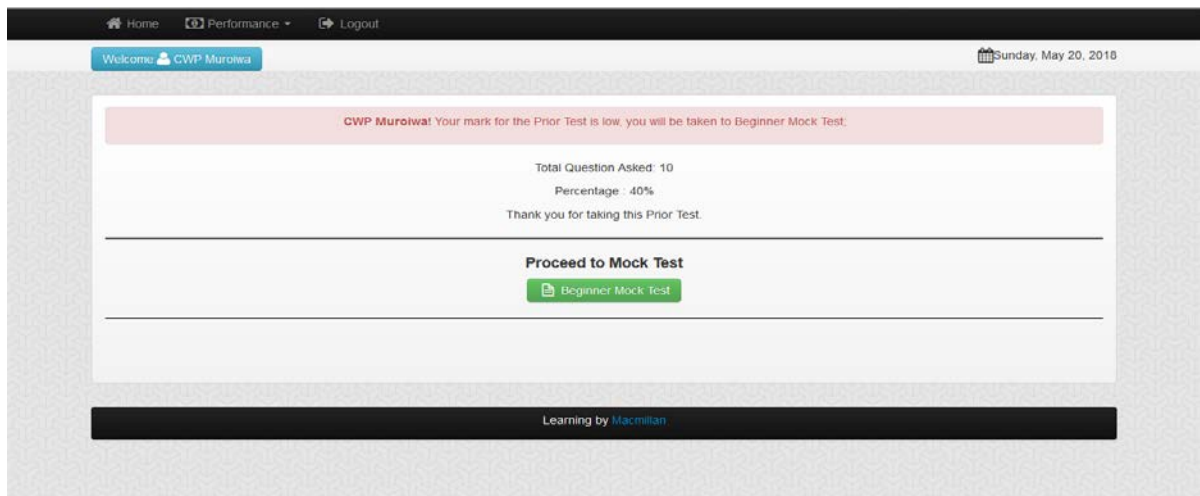 Home Performance Logout
Welcome CWP Muroiwa Sunday, May 20, 2018
CWP Muroiwa! Your mark for the Prior Test is low, you will be taken to Beginner Mock Test;
Total Question Asked: 10
Percentage : 40%
Thank you for taking this Prior Test.
Proceed to Mock Test
Beginner Mock Test
Learning by Macmillan